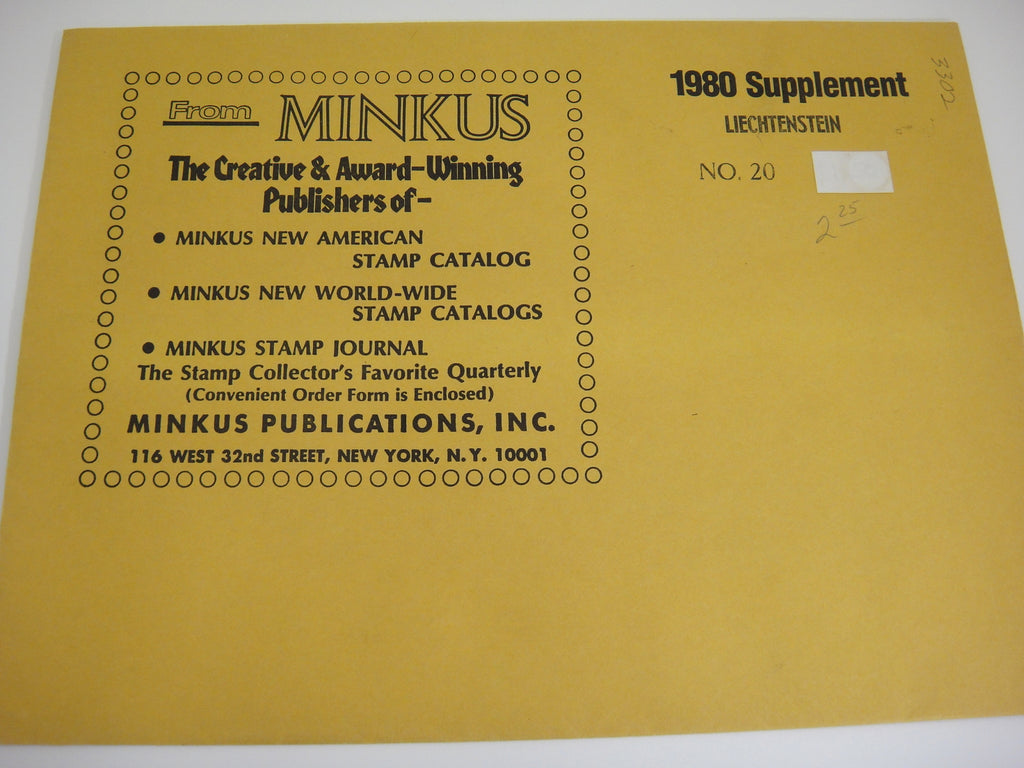 From MINKUS
The Creative & Award-Winning
Publishers of-
• MINKUS NEW AMERICAN
STAMP CATALOG
• MINKUS NEW WORLD-WIDE
STAMP CATALOGS
• MINKUS STAMP JOURNAL
The Stamp Collector's Favorite Quarterly
(Convenient Order Form is Enclosed)
MINKUS PUBLICATIONS, INC.
116 WEST 32nd STREET, NEW YORK, N.Y. 10001
1980 Supplement
LIECHTENSTEIN
NO. 20
2 25
3302